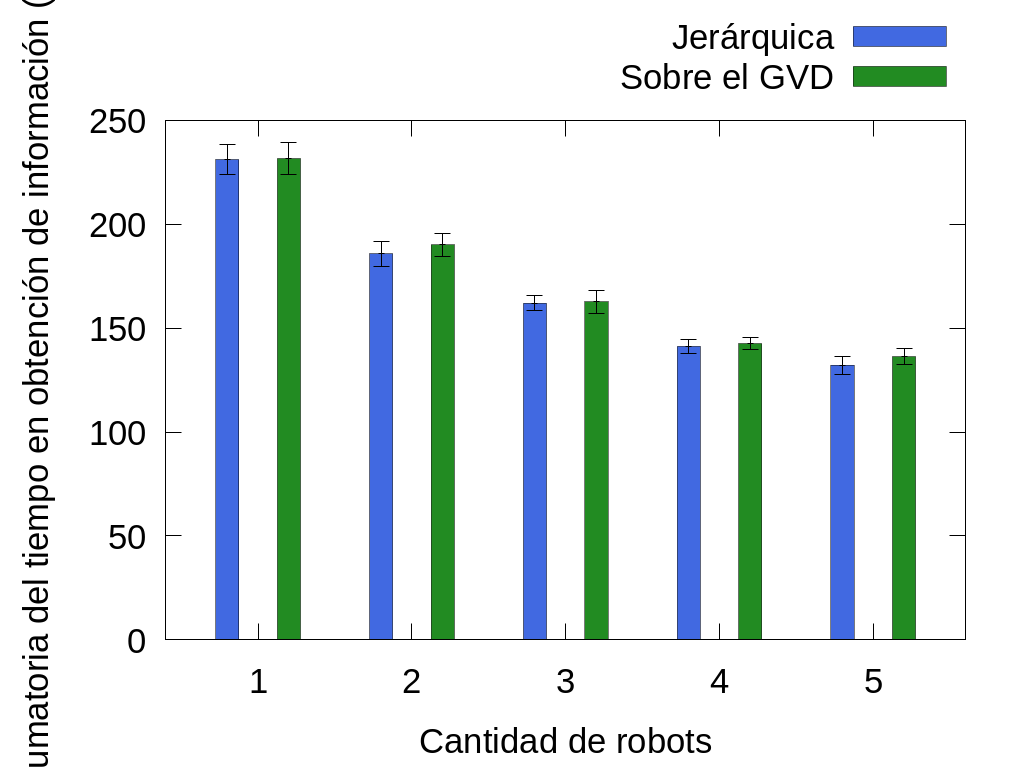 Jerárquica
Sobre el GVD
umatoria del tiempo en obtención de información (
250
200
150
100
50
0
1 2 3 4 5
Cantidad de robots